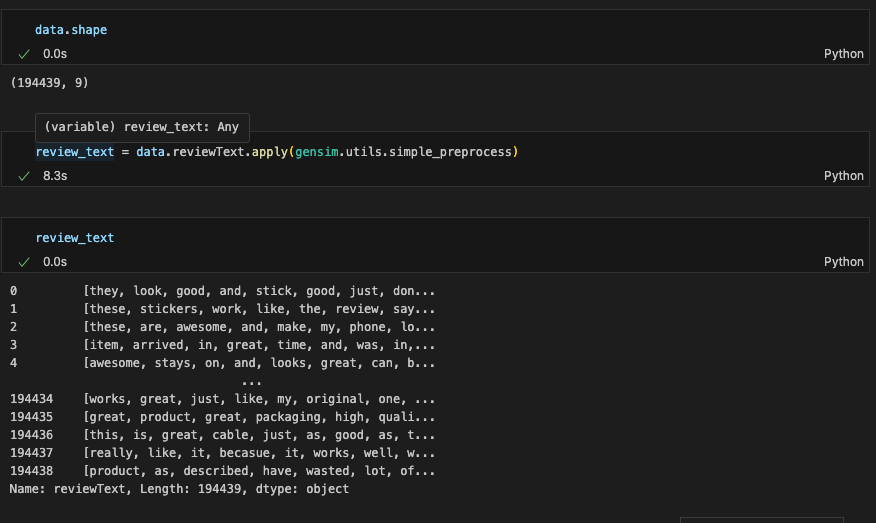 data.shape
0.0s
Python
(194439, 9)
(variable) review_text: Any
review_text = data.reviewText.apply(gensim.utils.simple_preprocess)
8.3s
Python
review_text
0.0s
Python
0 [they, look, good, and, stick, good, just, don...
1 [these, stickers, work, like, the, review, say...
2 [these, are, awesome, and, make, my, phone, lo...
3 [item, arrived, in, great, time, and, was, in,...
4 [awesome, stays, on, and, looks, great, can, b...
...
194434 [works, great, just, like, my, original, one, ...
194435 [great, product, great, packaging, high, quali...
194436 [this, is, great, cable, just, as, good, as, t...
194437 [really, like, it, becasue, it, works, well, w...
194438 [product, as, described, have, wasted, lot, of...
Name: reviewText, Length: 194439, dtype: object